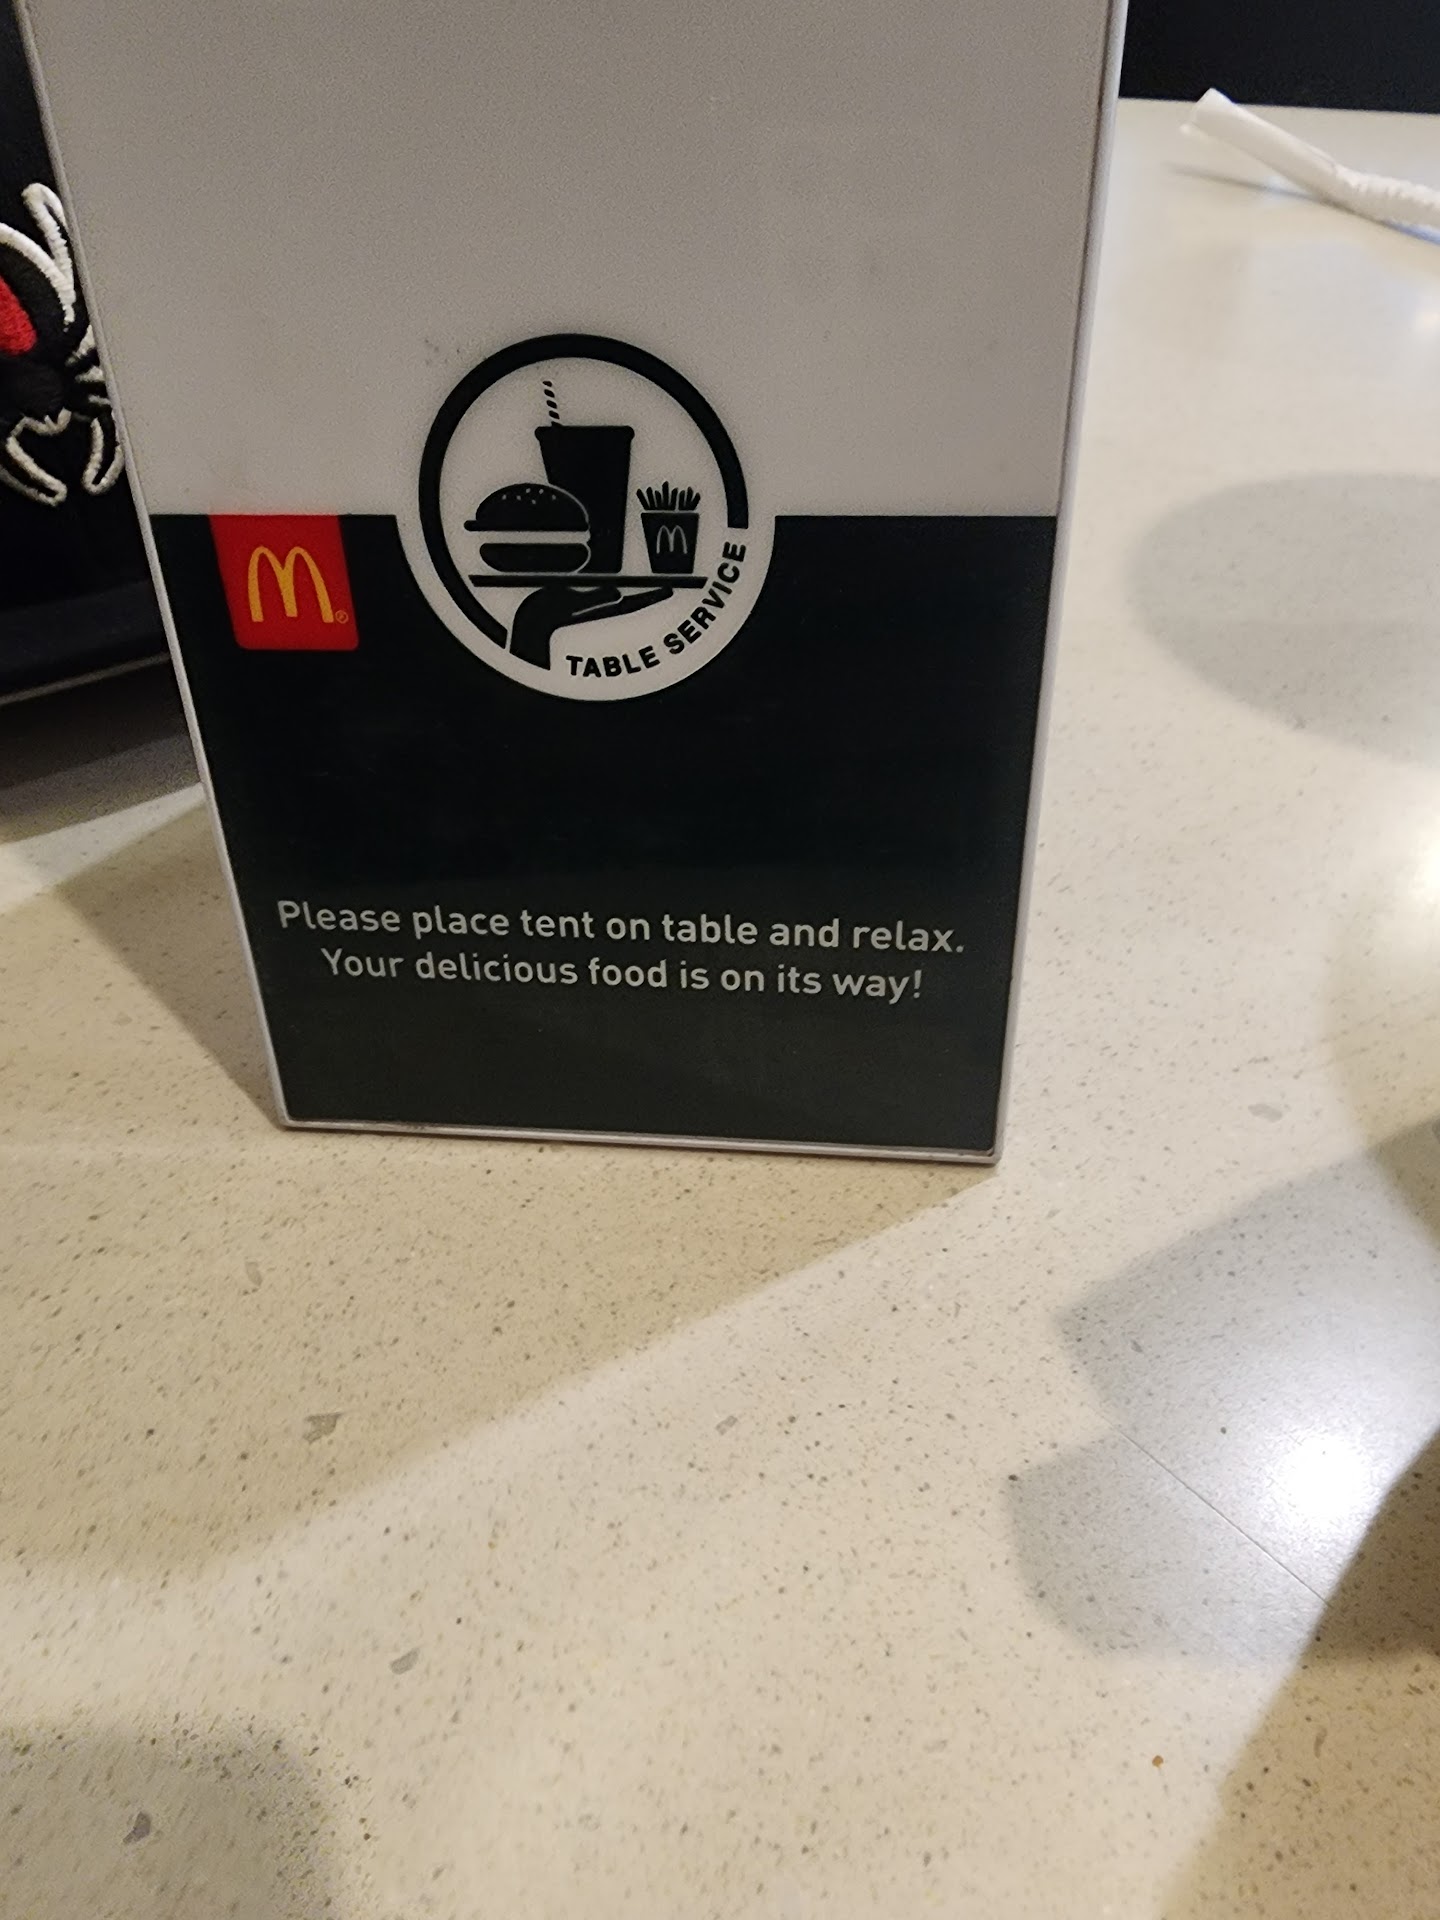 TABLE SERVICE
M
®
M
Please place tent on table and relax.
Your delicious food is on its way!